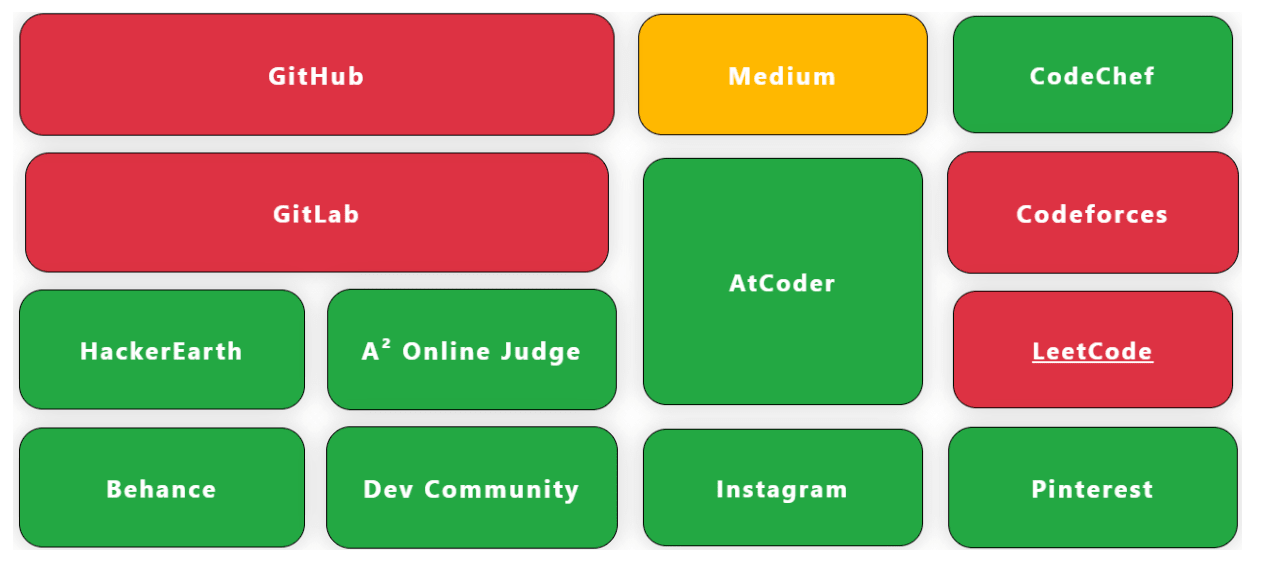 GitHub
Medium
CodeChef
GitLab
AtCoder
Codeforces
HackerEarth
A² Online Judge
LeetCode
Behance
Dev Community
Instagram
Pinterest